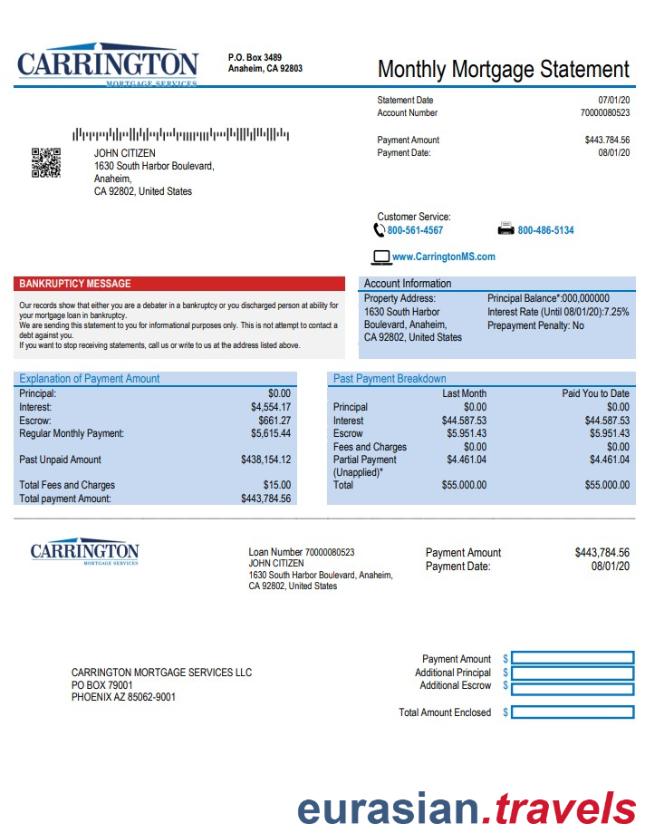 CARRINGTON
MORTGAGE SERVICES
P.O. Box 3489
Anaheim, CA 92803
Monthly Mortgage Statement
Statement Date 07/01/20
Account Number 70000080523
Payment Amount $443.784.56
Payment Date: 08/01/20
JOHN CITIZEN
1630 South Harbor Boulevard,
Anaheim,
CA 92802, United States
Customer Service:
800-561-4567 800-486-5134
www.CarringtonMS.com
BANKRUPTICY MESSAGE
Our records show that either you are a debater in a bankruptcy or you discharged person at ability for
your mortgage loan in bankruptcy.
We are sending this statement to you for informational purposes only. This is not attempt to contact a
debt against you.
If you want to stop receiving statements, call us or write to us at the address listed above.
Account Information
Property Address:
1630 South Harbor
Boulevard, Anaheim,
CA 92802, United States
Principal Balance*:000,000000
Interest Rate (Until 08/01/20):7.25%
Prepayment Penalty: No
Explanation of Payment Amount
Principal: $0.00
Interest: $4,554.17
Escrow: $661.27
Regular Monthly Payment: $5,615.44
Past Unpaid Amount $438,154.12
Total Fees and Charges $15.00
Total payment Amount: $443,784.56
Past Payment Breakdown
Last Month Paid You to Date
Principal $0.00 $0.00
Interest $44.587.53 $44.587.53
Escrow $5.951.43 $5.951.43
Fees and Charges $0.00 $0.00
Partial Payment $4.461.04 $4.461.04
(Unapplied)*
Total $55.000.00 $55.000.00
CARRINGTON
MORTGAGE SERVICES
Loan Number 70000080523
JOHN CITIZEN
1630 South Harbor Boulevard, Anaheim,
CA 92802, United States
Payment Amount $443,784.56
Payment Date: 08/01/20
CARRINGTON MORTGAGE SERVICES LLC
PO BOX 79001
PHOENIX AZ 85062-9001
Payment Amount $
Additional Principal $
Additional Escrow $
Total Amount Enclosed $
eurasian.travels